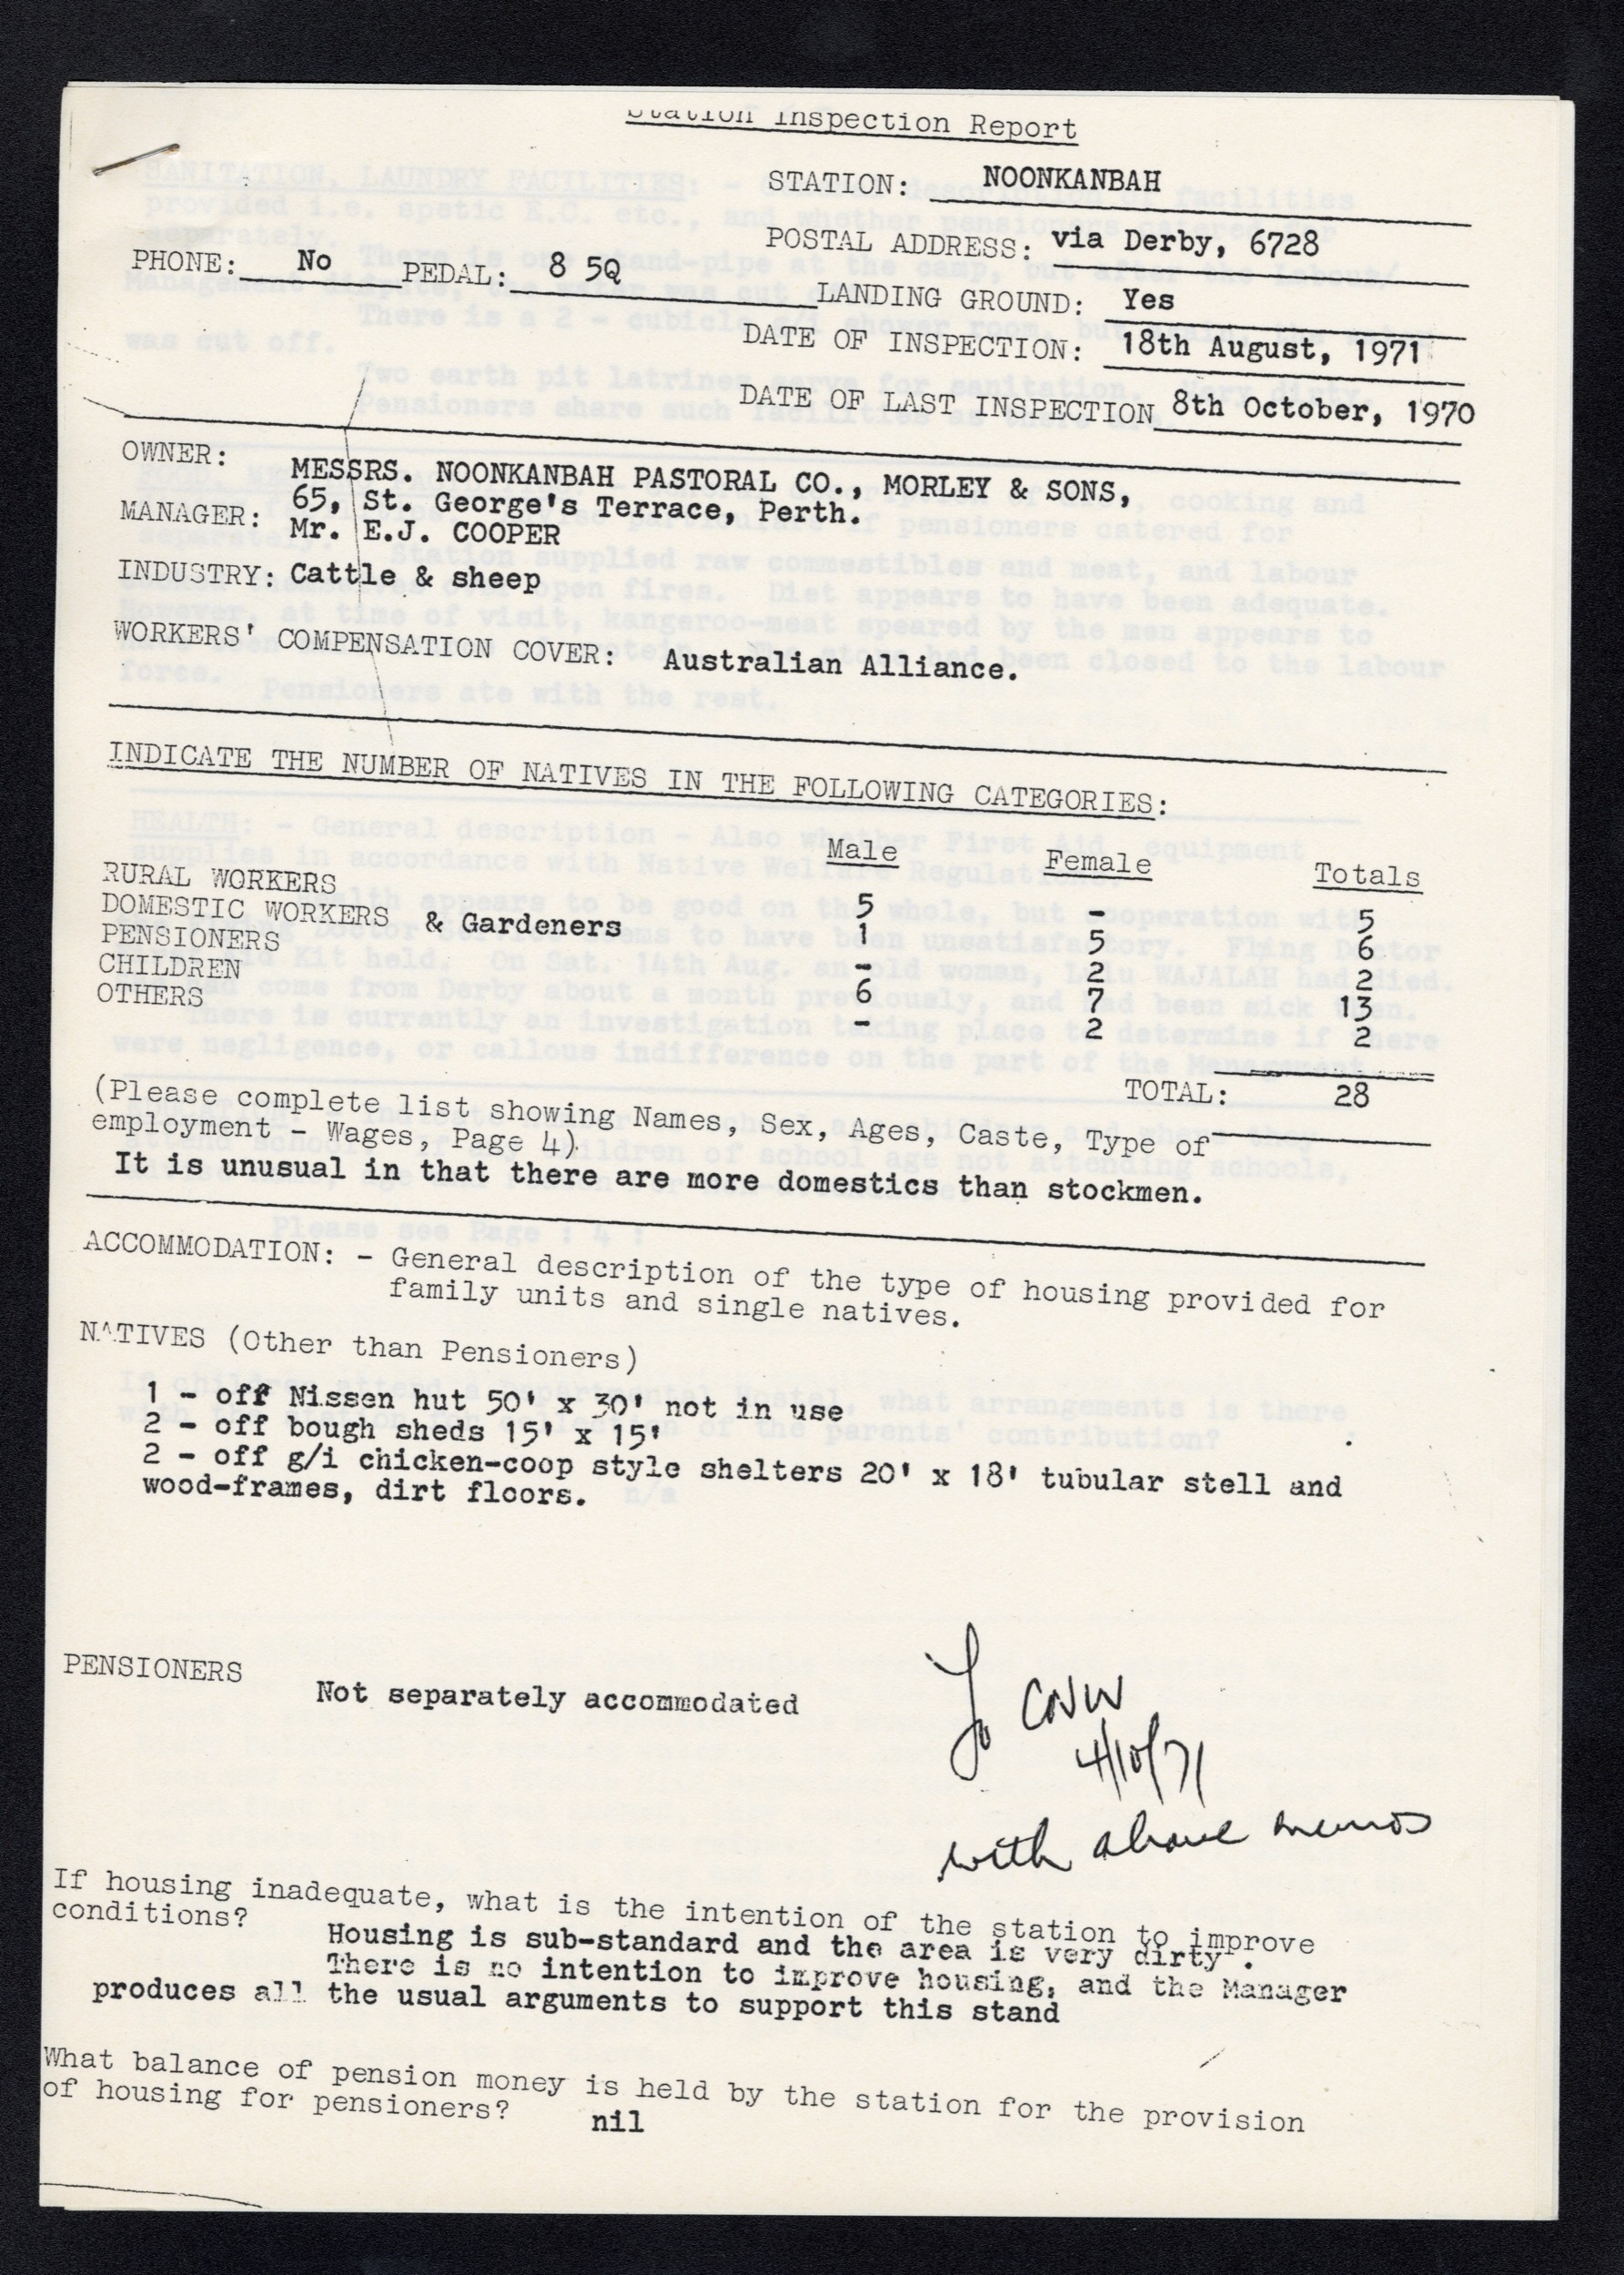 Station Inspection Report
STATION: NOONKANBAH
POSTAL ADDRESS: via Derby, 6728
PHONE: No PEDAL: 8 5Q
LANDING GROUND: Yes
DATE OF INSPECTION: 18th August, 1971
DATE OF LAST INSPECTION 8th October, 1970
OWNER: MESSRS. NOONKANBAH PASTORAL CO., MORLEY & SONS,
65, St. George's Terrace, Perth.
MANAGER: Mr. E.J. COOPER
INDUSTRY: Cattle & sheep
WORKERS' COMPENSATION COVER: Australian Alliance.
INDICATE THE NUMBER OF NATIVES IN THE FOLLOWING CATEGORIES:
Male Female Totals
RURAL WORKERS 5 - 5
DOMESTIC WORKERS & Gardeners 1 5 6
PENSIONERS - 2 2
CHILDREN 6 7 13
OTHERS - 2 2
TOTAL: 28
(Please complete list showing Names, Sex, Ages, Caste, Type of
employment - Wages, Page 4)
It is unusual in that there are more domestics than stockmen.
ACCOMMODATION: - General description of the type of housing provided for
family units and single natives.
NATIVES (Other than Pensioners)
1 - off Nissen hut 50' x 30' not in use
2 - off bough sheds 15' x 15'
2 - off g/i chicken-coop style shelters 20' x 18' tubular stell and
wood-frames, dirt floors.
PENSIONERS
Not separately accommodated
To CNW
4/10/71
with above memos
If housing inadequate, what is the intention of the station to improve
conditions?
Housing is sub-standard and the area is very dirty .
There is no intention to improve housing, and the Manager
produces all the usual arguments to support this stand
What balance of pension money is held by the station for the provision
of housing for pensioners? nil